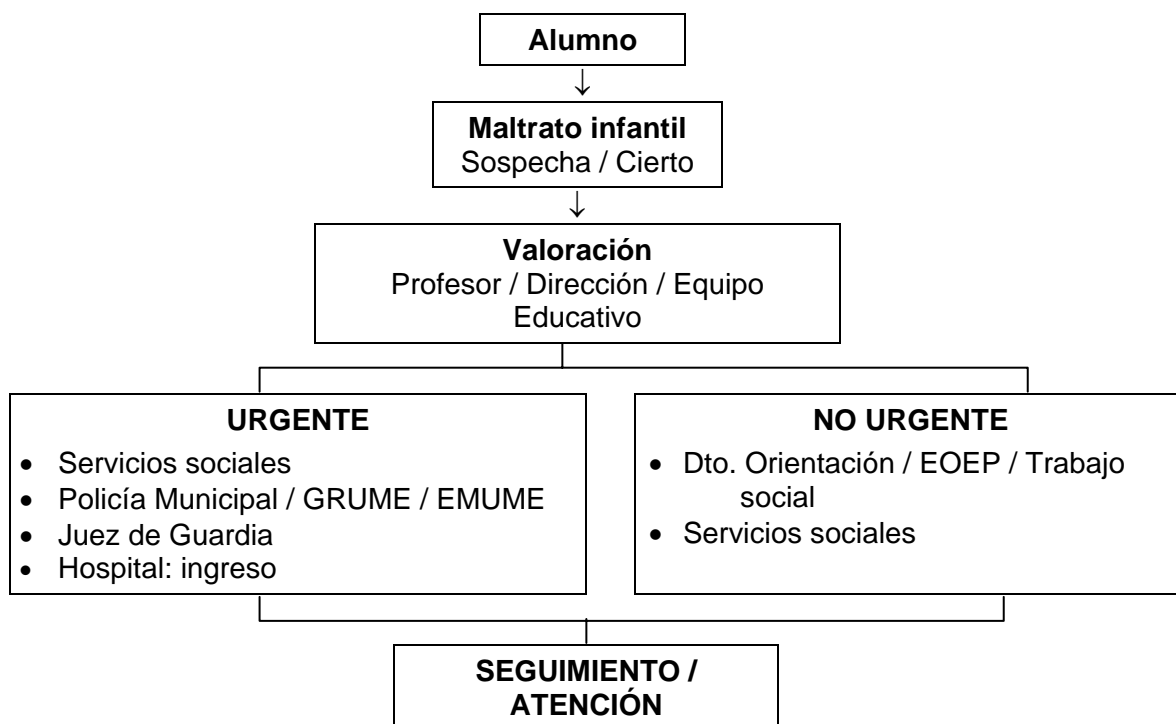 Alumno
Maltrato infantil
Sospecha / Cierto
Valoración
Profesor / Dirección / Equipo
Educativo
URGENTE
• Servicios sociales
• Policía Municipal / GRUME / EMUME
• Juez de Guardia
• Hospital: ingreso
NO URGENTE
• Dto. Orientación / EOEP / Trabajo
social
• Servicios sociales
SEGUIMIENTO /
ATENCIÓN